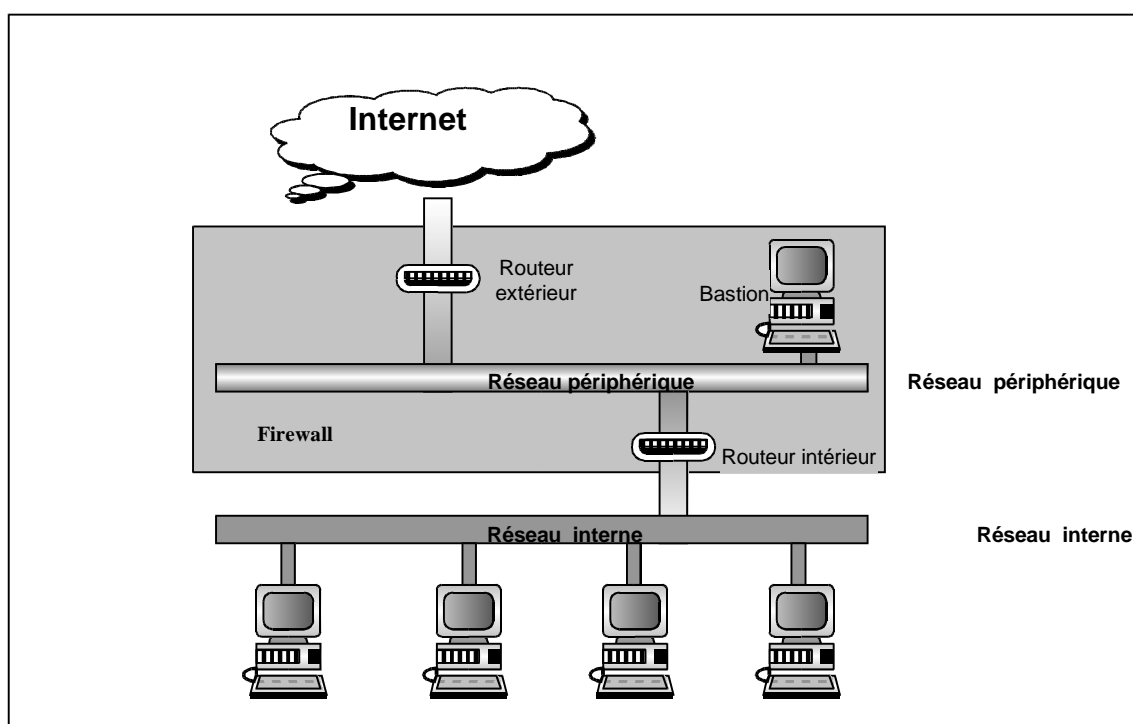 Internet
Routeur
extérieur
Bastion
Réseau périphérique
Réseau périphérique
Firewall
Routeur intérieur
Réseau interne
Réseau interne